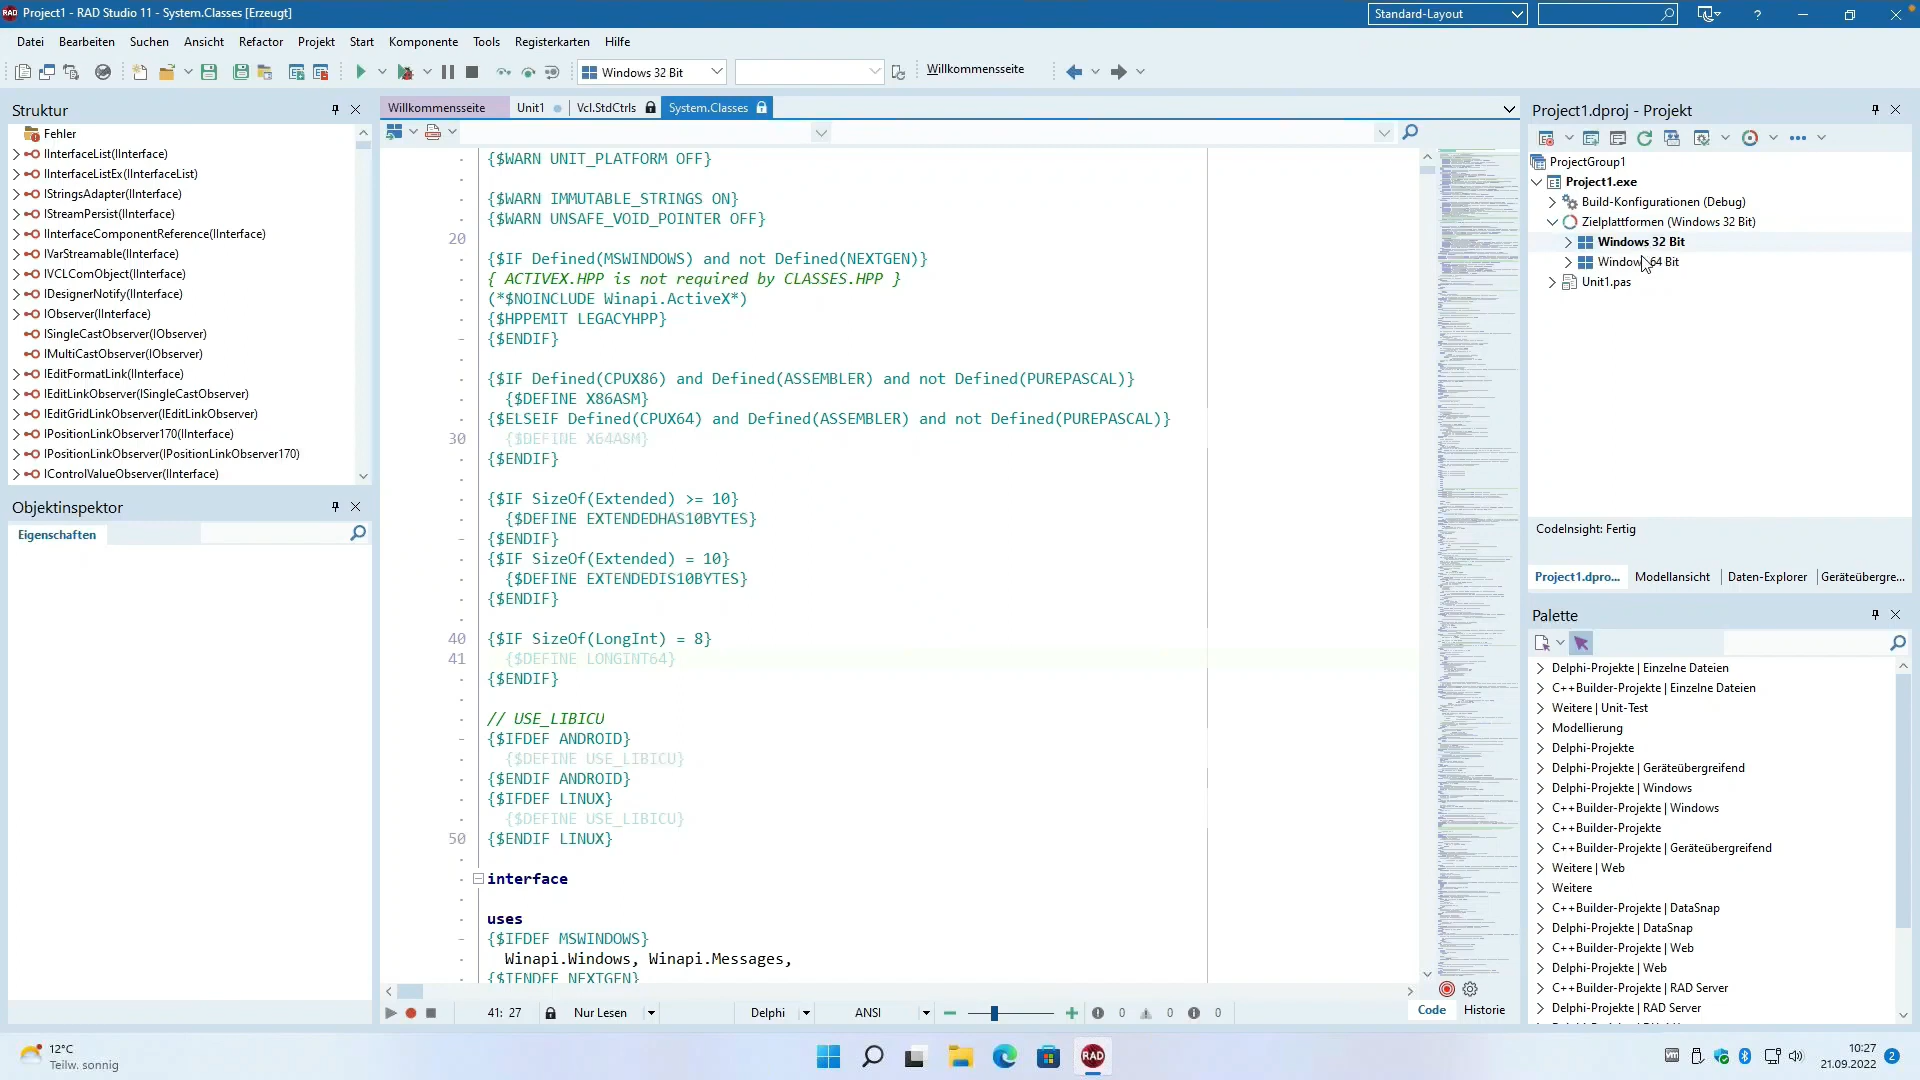 Project1 - RAD Studio 11 - System.Classes [Erzeugt]
Standard-Layout
Datei Bearbeiten Suchen Ansicht Refactor Projekt Start Komponente Tools Registerkarten Hilfe
Windows 32 Bit
Willkommensseite
Struktur
Fehler
IInterfaceList(IInterface)
IInterfaceListEx(IInterfaceList)
IStringsAdapter(IInterface)
IStreamPersist(IInterface)
IInterfaceComponentReference(IInterface)
IVarStreamable(IInterface)
IVCLComObject(IInterface)
IDesignerNotify(IInterface)
IObserver(IInterface)
ISingleCastObserver(IObserver)
IMultiCastObserver(IObserver)
IEditFormatLink(IInterface)
IEditLinkObserver(ISingleCastObserver)
IEditGridLinkObserver(IEditLinkObserver)
IPositionLinkObserver170(IInterface)
IPositionLinkObserver(IPositionLinkObserver170)
IControlValueObserver(IInterface)
Objektinspektor
Eigenschaften
Willkommensseite Unit1 Vcl.StdCtrls System.Classes
{$WARN UNIT_PLATFORM OFF}
{$WARN IMMUTABLE_STRINGS ON}
{$WARN UNSAFE_VOID_POINTER OFF}
20
{$IF Defined(MSWINDOWS) and not Defined(NEXTGEN)}
{ ACTIVEX.HPP is not required by CLASSES.HPP }
(*$NOINCLUDE Winapi.ActiveX*)
{$HPPEMIT LEGACYHPP}
{$ENDIF}
{$IF Defined(CPUX86) and Defined(ASSEMBLER) and not Defined(PUREPASCAL)}
{$DEFINE X86ASM}
{$ELSEIF Defined(CPUX64) and Defined(ASSEMBLER) and not Defined(PUREPASCAL)}
30 {$DEFINE X64ASM}
{$ENDIF}
{$IF SizeOf(Extended) >= 10}
{$DEFINE EXTENDEDHAS10BYTES}
{$ENDIF}
{$IF SizeOf(Extended) = 10}
{$DEFINE EXTENDEDIS10BYTES}
{$ENDIF}
40 {$IF SizeOf(LongInt) = 8}
41 {$DEFINE LONGINT64}
{$ENDIF}
// USE_LIBICU
{$IFDEF ANDROID}
{$DEFINE USE_LIBICU}
{$ENDIF ANDROID}
{$IFDEF LINUX}
{$DEFINE USE_LIBICU}
50 {$ENDIF LINUX}
interface
uses
{$IFDEF MSWINDOWS}
Winapi.Windows, Winapi.Messages,
{$IFNDEF NEXTGEN}
41: 27 Nur Lesen Delphi ANSI 0 0 0
Code Historie
Project1.dproj - Projekt
ProjectGroup1
Project1.exe
Build-Konfigurationen (Debug)
Zielplattformen (Windows 32 Bit)
Windows 32 Bit
Windows 64 Bit
Unit1.pas
CodeInsight: Fertig
Project1.dpro... Modellansicht Daten-Explorer Geräteübergre...
Palette
Delphi-Projekte | Einzelne Dateien
C++Builder-Projekte | Einzelne Dateien
Weitere | Unit-Test
Modellierung
Delphi-Projekte
Delphi-Projekte | Geräteübergreifend
Delphi-Projekte | Windows
C++Builder-Projekte | Windows
C++Builder-Projekte
C++Builder-Projekte | Geräteübergreifend
Weitere | Web
Weitere
C++Builder-Projekte | DataSnap
Delphi-Projekte | DataSnap
C++Builder-Projekte | Web
Delphi-Projekte | Web
C++Builder-Projekte | RAD Server
Delphi-Projekte | RAD Server
12°C
Teilw. sonnig
RAD
10:27
21.09.2022
2